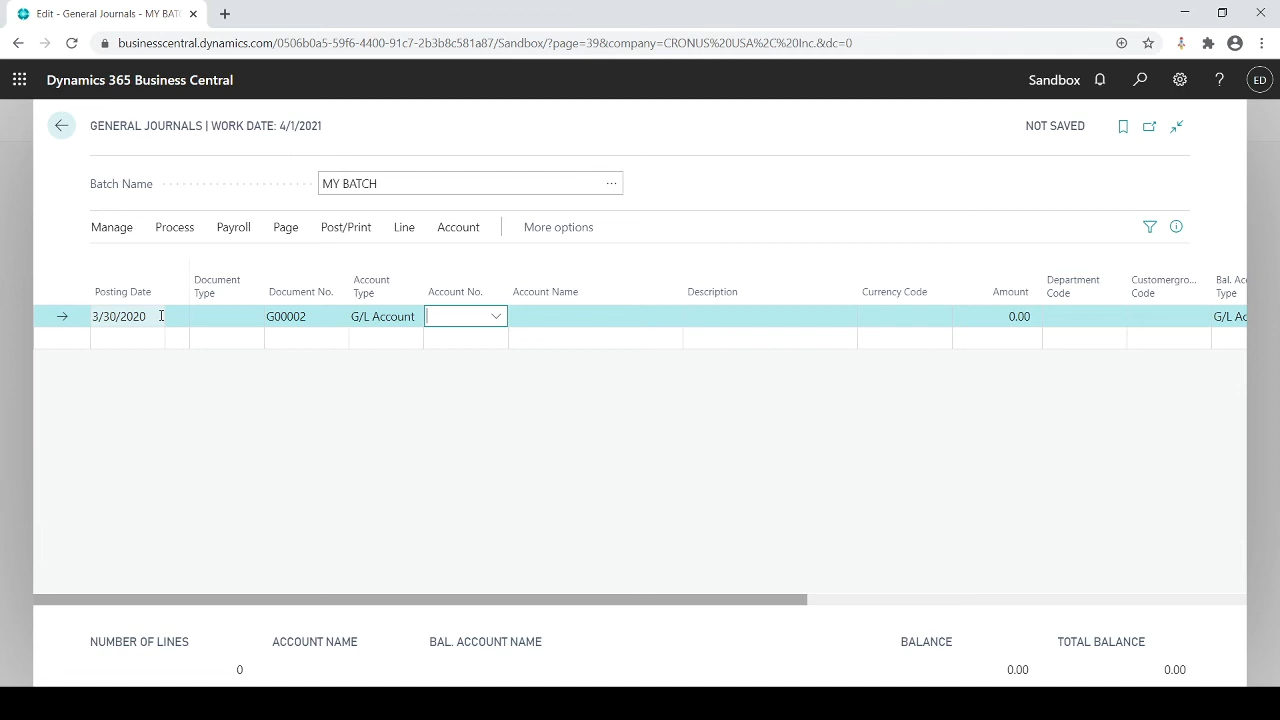 Edit - General Journals - MY BATC
businesscentral.dynamics.com/0506b0a5-59f6-4400-91c7-2b3b8c581a87/Sandbox/?page=39&company=CRONUS%20USA%2C%20Inc.&dc=0
Dynamics 365 Business Central
Sandbox
ED
GENERAL JOURNALS | WORK DATE: 4/1/2021
NOT SAVED
Batch Name
MY BATCH
Manage Process Payroll Page Post/Print Line Account More options
Posting Date Document Type Document No. Account Type Account No. Account Name Description Currency Code Amount Department Code Customergro... Code Bal. Acc Type
3/30/2020 G00002 G/L Account 0.00 G/L Ac
NUMBER OF LINES ACCOUNT NAME BAL. ACCOUNT NAME BALANCE TOTAL BALANCE
0 0.00 0.00